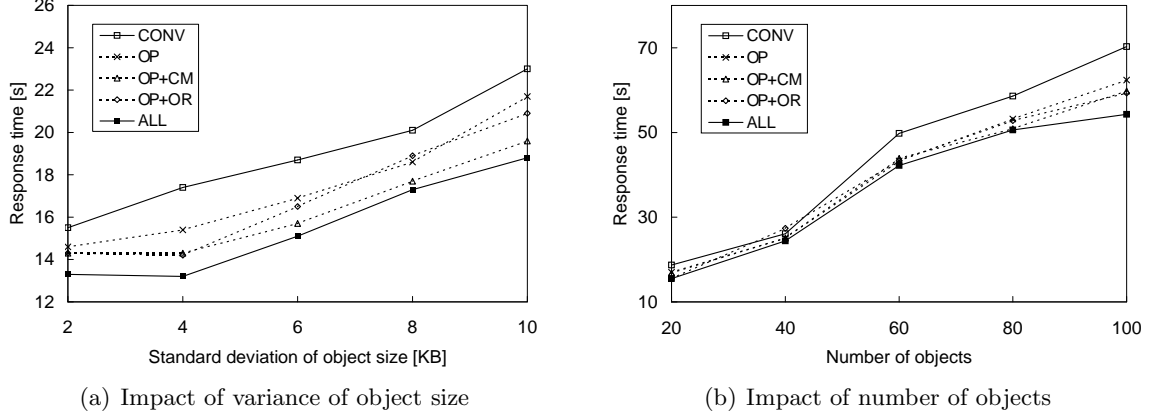 26
24
22
20
18
16
14
12
Response time [s]
CONV
OP
OP+CM
OP+OR
ALL
2 4 6 8 10
Standard deviation of object size [KB]
(a) Impact of variance of object size
70
50
30
10
Response time [s]
CONV
OP
OP+CM
OP+OR
ALL
20 40 60 80 100
Number of objects
(b) Impact of number of objects